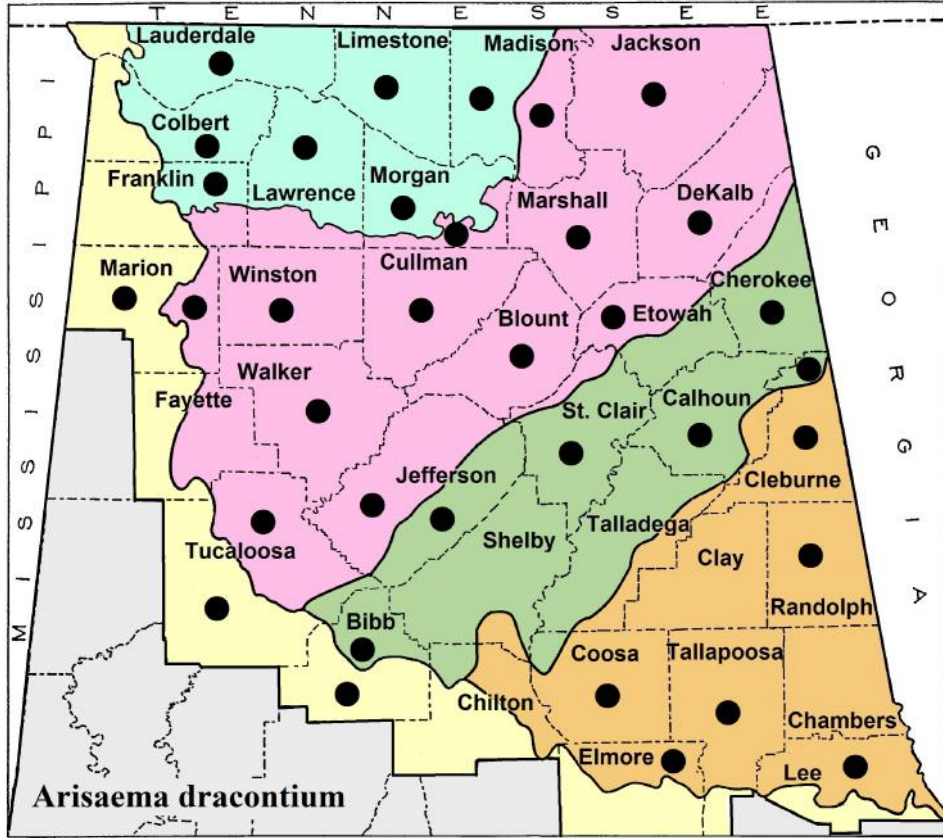 TENNESSEE
Lauderdale
Limestone
Madison
Jackson
Colbert
Franklin
Lawrence
Morgan
Marshall
DeKalb
Marion
Winston
Cullman
Cherokee
Blount
Etowah
Walker
Fayette
St. Clair
Calhoun
Jefferson
Cleburne
Tucaloosa
Shelby
Talladega
Clay
Bibb
Randolph
Coosa
Tallapoosa
Chilton
Chambers
Elmore
Lee
MISSISSIPPI
GEORGIA
Arisaema dracontium